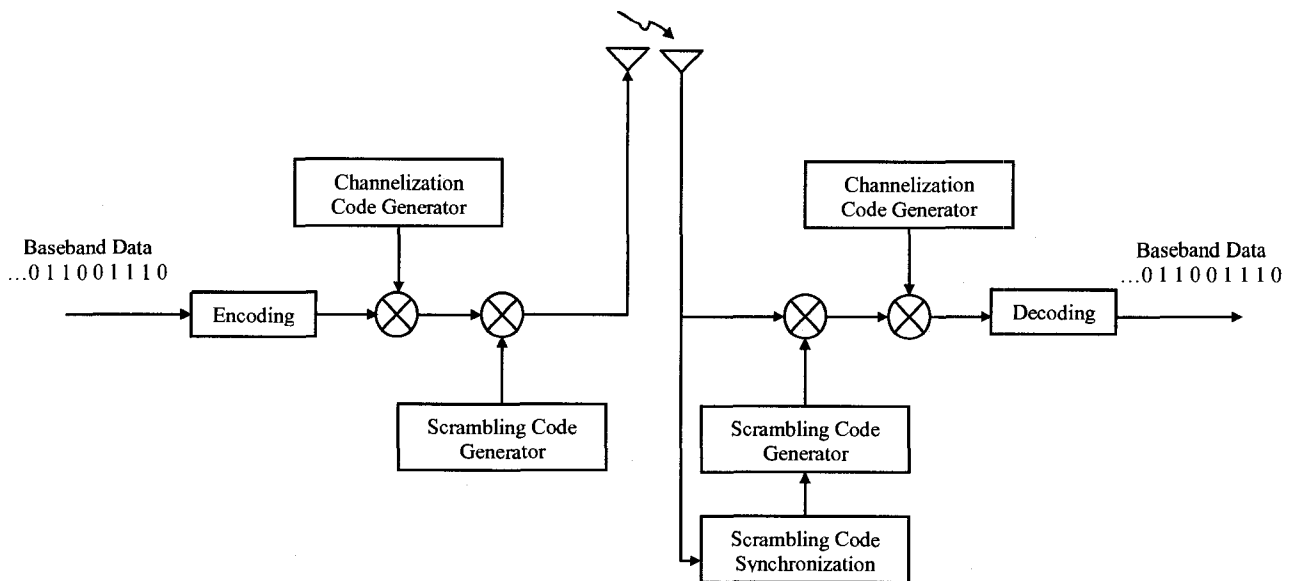 Channelization
Code Generator
Channelization
Code Generator
Baseband Data
...0 1 1 0 0 1 1 1 0
Baseband Data
...0 1 1 0 0 1 1 1 0
Encoding
Decoding
Scrambling Code
Generator
Scrambling Code
Generator
Scrambling Code
Synchronization